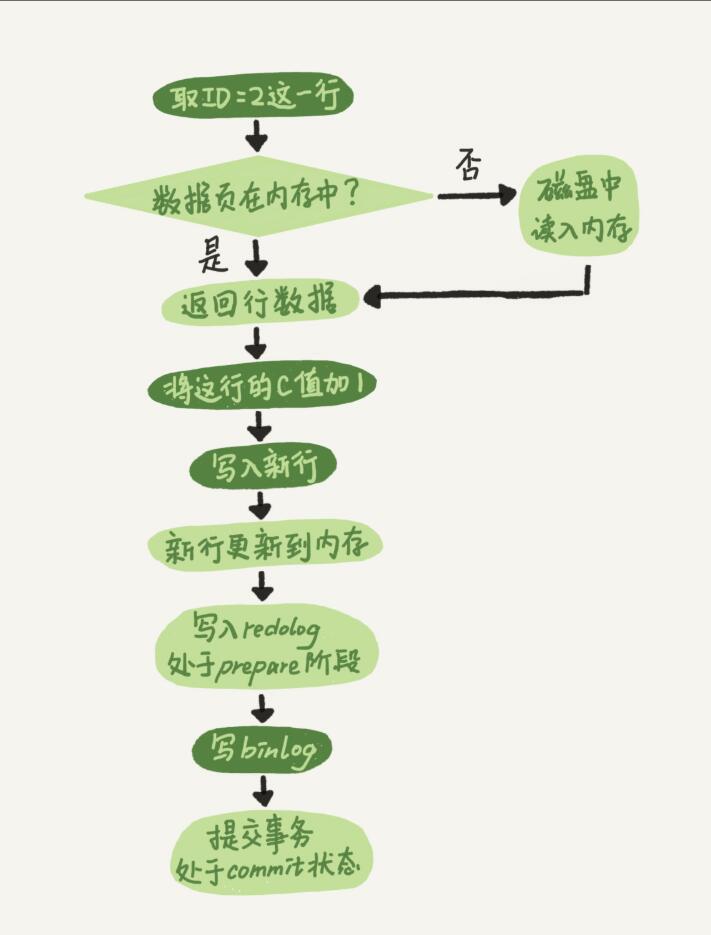 取ID=2这一行
数据页在内存中？
否
磁盘中
读入内存
是
返回行数据
将这行的C值加1
写入新行
新行更新到内存
写入redolog
处于prepare阶段
写binlog
提交事务
处于commit状态